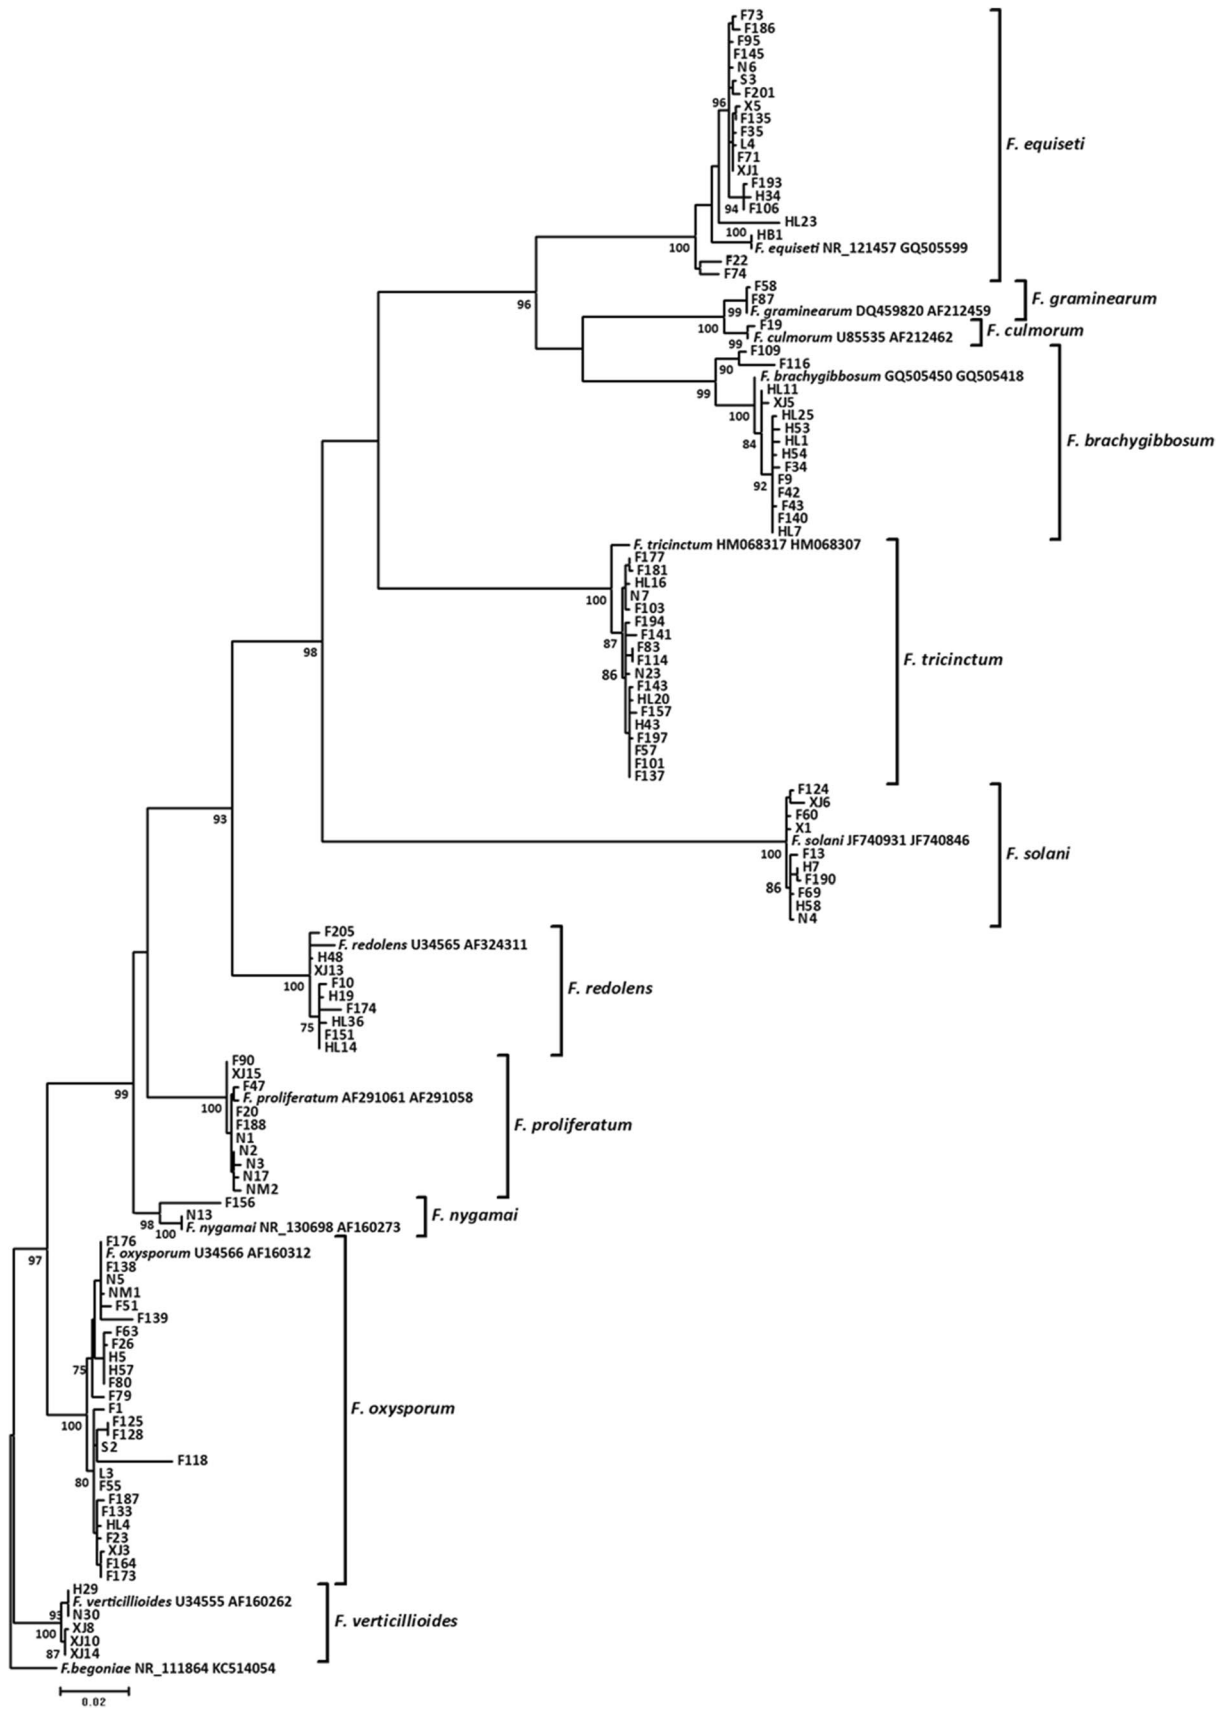 F73
F186
F95
F145
N6
S3
F201
96
X5
F135
F35
L4
F71
XJ1
F. equiseti
F193
H34
94
F106
HL23
100
HB1
100
F. equiseti NR_121457 GQ505599
F22
F74
96
F58
F87
F. graminearum
99
F. graminearum DQ459820 AF212459
100
F19
F. culmorum
F. culmorum U85535 AF212462
99
F109
90
F116
F. brachygibbosum GQ505450 GQ505418
99
HL11
XJ5
100
HL25
H53
84
HL1
F. brachygibbosum
H54
F34
92
F9
F42
F43
F140
HL7
F. tricinctum HM068317 HM068307
F177
F181
HL16
100
N7
F103
F194
F141
87
F83
F114
F. tricinctum
86
N23
F143
HL20
F157
H43
F197
F57
F101
F137
98
F124
XJ6
F60
X1
F. solani JF740931 JF740846
100
F13
F. solani
H7
F190
86
F69
H58
N4
93
F205
F. redolens U34565 AF324311
H48
XJ13
100
F10
F. redolens
H19
F174
75
HL36
F151
HL14
F90
XJ15
F47
99
F. proliferatum AF291061 AF291058
100
F20
F188
F. proliferatum
N1
N2
N3
N17
NM2
F156
N13
F. nygamai
98
100
F. nygamai NR_130698 AF160273
F176
F. oxysporum U34566 AF160312
97
F138
N5
NM1
F51
F139
F63
F26
H5
75
H57
F80
F79
F1
F. oxysporum
100
F125
F128
S2
F118
L3
80
F55
F187
F133
HL4
F23
XJ3
F164
F173
H29
F. verticillioides U34555 AF160262
93
N30
F. verticillioides
XJ8
100
XJ10
87
XJ14
F.begoniae NR_111864 KC514054
0.02